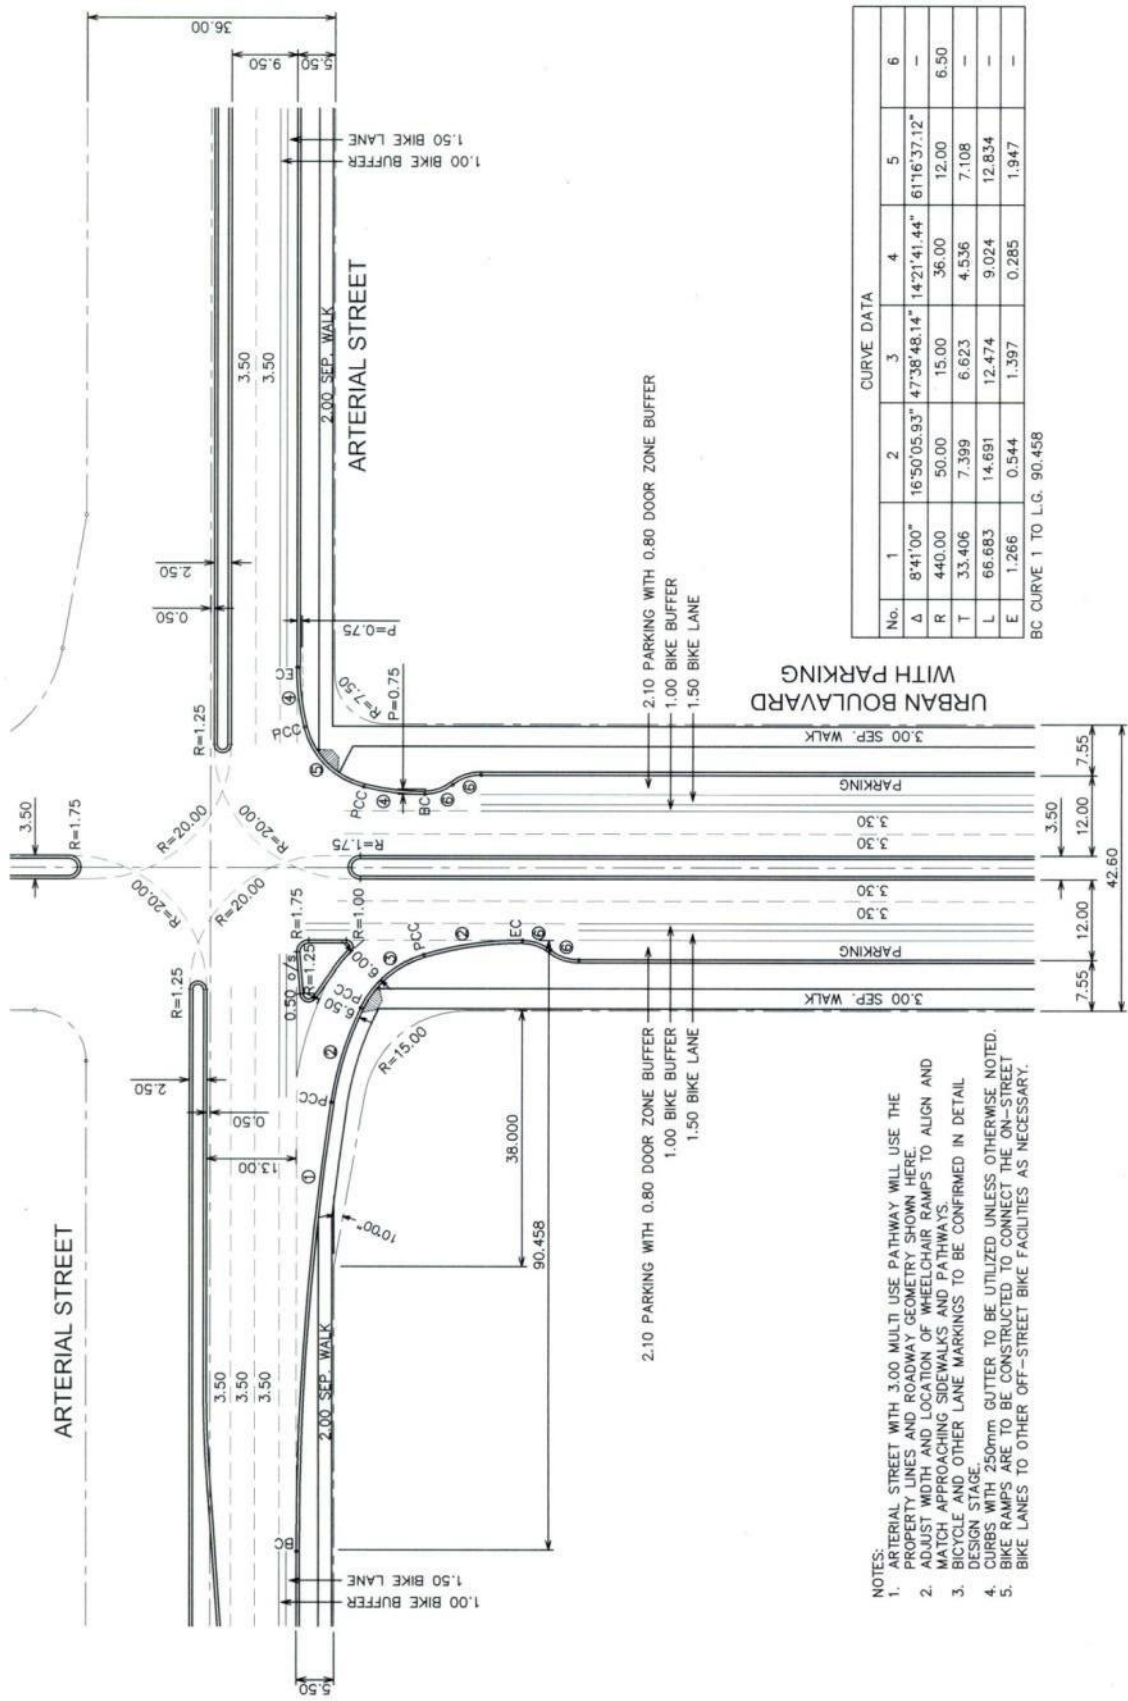 ARTERIAL STREET
ARTERIAL STREET
URBAN BOULAVARD
WITH PARKING
36.00
9.50
5.50
1.50 BIKE LANE
1.00 BIKE BUFFER
3.50
3.50
2.00 SEP. WALK
2.50
0.50
P=0.75
EC
④
R=7.50
PCC
P=0.75
⑤
PCC
④
BC
⑥
⑥
R=1.25
3.50
R=1.75
R=20.00
R=20.00
R=20.00
R=20.00
R=1.75
R=1.75
R=1.00
R=1.25
0.50 o/s
R=1.25
6.00
③
PCC
②
EC
⑥
⑥
PCC
6.50
②
R=15.00
PCC
①
2.50
0.50
13.00
10°00"
38.000
90.458
3.50
3.50
3.50
2.00 SEP. WALK
BC
1.50 BIKE LANE
1.00 BIKE BUFFER
5.50
2.10 PARKING WITH 0.80 DOOR ZONE BUFFER
1.00 BIKE BUFFER
1.50 BIKE LANE
2.10 PARKING WITH 0.80 DOOR ZONE BUFFER
1.00 BIKE BUFFER
1.50 BIKE LANE
3.00 SEP. WALK
PARKING
3.30
3.30
3.30
3.30
PARKING
3.00 SEP. WALK
7.55
12.00
3.50
12.00
7.55
42.60
CURVE DATA
No. 1 2 3 4 5 6
Δ 8°41'00" 16°50'05.93" 47°38'48.14" 14°21'41.44" 61°16'37.12" –
R 440.00 50.00 15.00 36.00 12.00 6.50
T 33.406 7.399 6.623 4.536 7.108 –
L 66.683 14.691 12.474 9.024 12.834 –
E 1.266 0.544 1.397 0.285 1.947 –
BC CURVE 1 TO L.G. 90.458
NOTES:
1. ARTERIAL STREET WITH 3.00 MULTI USE PATHWAY WILL USE THE
PROPERTY LINES AND ROADWAY GEOMETRY SHOWN HERE.
2. ADJUST WIDTH AND LOCATION OF WHEELCHAIR RAMPS TO ALIGN AND
MATCH APPROACHING SIDEWALKS AND PATHWAYS.
3. BICYCLE AND OTHER LANE MARKINGS TO BE CONFIRMED IN DETAIL
DESIGN STAGE.
4. CURBS WITH 250mm GUTTER TO BE UTILIZED UNLESS OTHERWISE NOTED.
5. BIKE RAMPS ARE TO BE CONSTRUCTED TO CONNECT THE ON-STREET
BIKE LANES TO OTHER OFF-STREET BIKE FACILITIES AS NECESSARY.